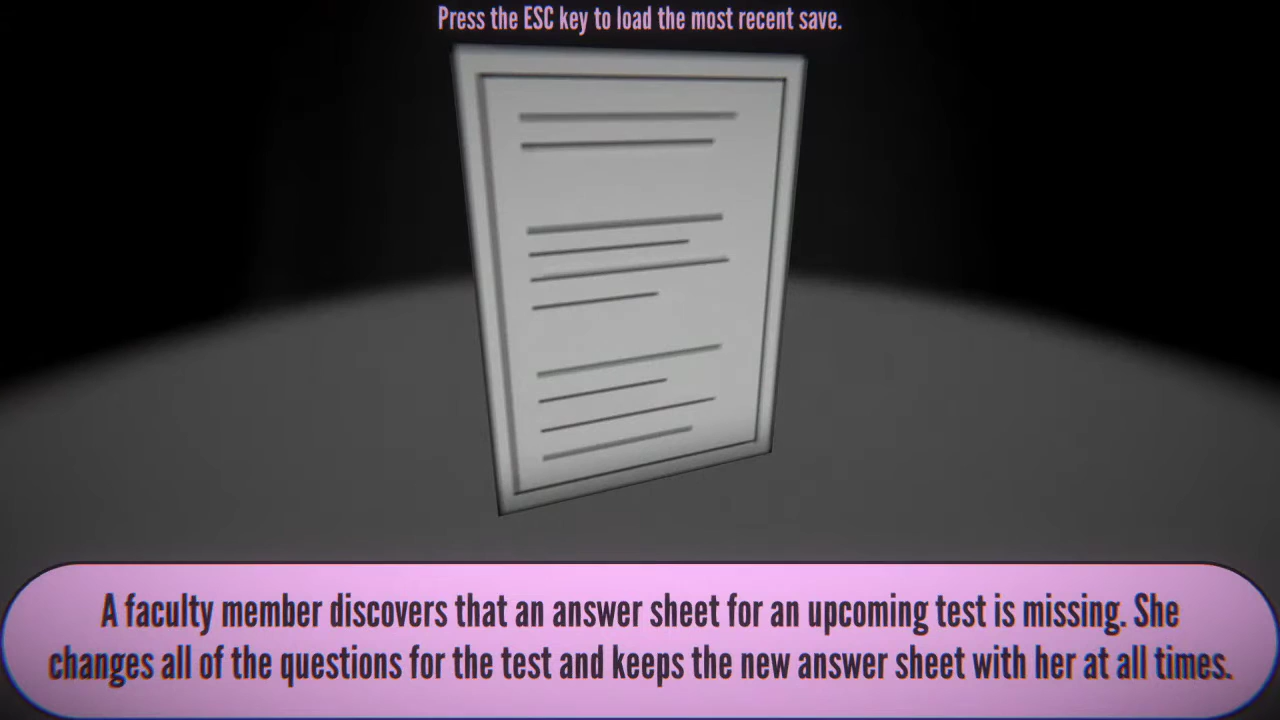 Press the ESC key to load the most recent save.
A faculty member discovers that an answer sheet for an upcoming test is missing. She
changes all of the questions for the test and keeps the new answer sheet with her at all times.